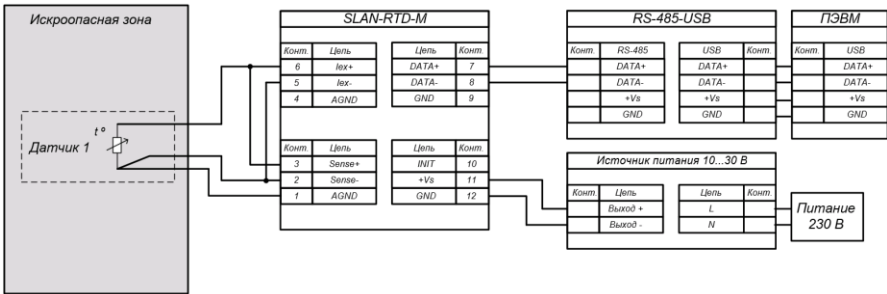 Искроопасная зона
Датчик 1
t°
SLAN-RTD-M
Конт. Цепь Цепь Конт.
6 Iex+ DATA+ 7
5 Iex- DATA- 8
4 AGND GND 9
Конт. Цепь Цепь Конт.
3 Sense+ INIT 10
2 Sense- +Vs 11
1 AGND GND 12
RS-485-USB
Конт. RS-485 USB Конт.
DATA+ DATA+
DATA- DATA-
+Vs +Vs
GND GND
ПЭВМ
Конт. USB
DATA+
DATA-
+Vs
GND
Источник питания 10...30 В
Конт. Цепь Цепь Конт.
Выход + L
Выход - N
Питание
230 В